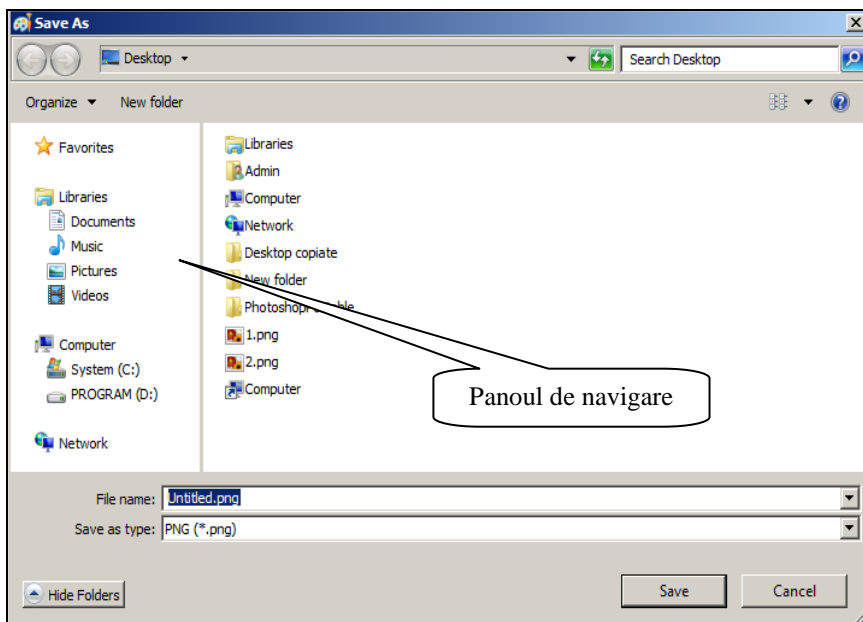 Save As
Desktop
Search Desktop
Organize
New folder
Favorites
Libraries
Documents
Music
Pictures
Videos
Computer
System (C:)
PROGRAM (D:)
Network
Libraries
Admin
Computer
Network
Desktop copiate
New folder
1.png
2.png
Computer
Panoul de navigare
File name: Untitled.png
Save as type: PNG (*.png)
Hide Folders
Save
Cancel